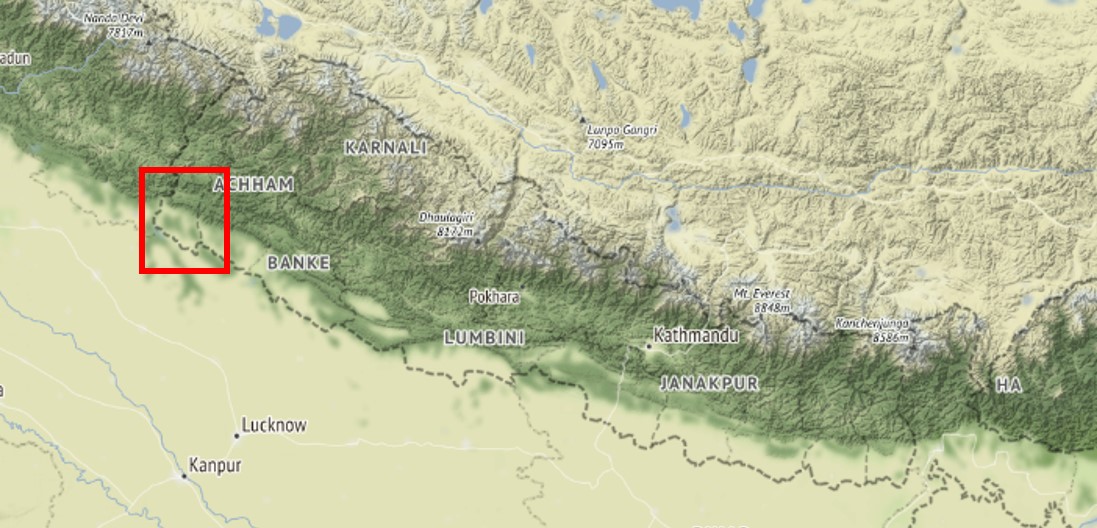 Nanda Devi
7817m
adun
Lunpo Gangri
7095m
KARNALI
ACHHAM
Dhaulagiri
8172m
BANKE
Pokhara
Mt. Everest
8848m
Kanchenjunga
8586m
Kathmandu
LUMBINI
JANAKPUR
HA
a
Lucknow
Kanpur